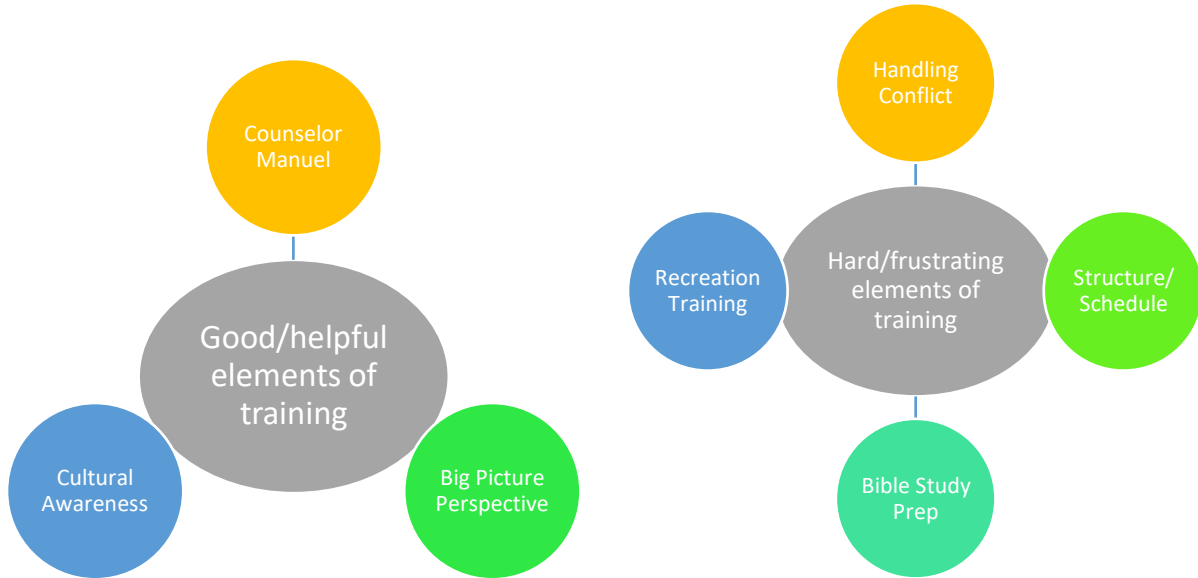 Counselor
Manuel
Good/helpful
elements of
training
Cultural
Awareness
Big Picture
Perspective
Handling
Conflict
Recreation
Training
Hard/frustrating
elements of
training
Structure/
Schedule
Bible Study
Prep